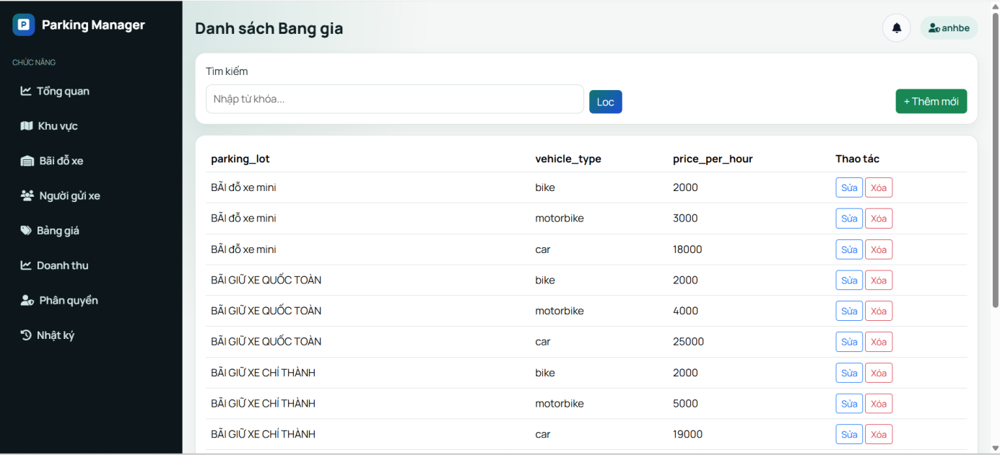 Parking Manager
CHỨC NĂNG
Tổng quan
Khu vực
Bãi đỗ xe
Người gửi xe
Bảng giá
Doanh thu
Phân quyền
Nhật ký
Danh sách Bang gia
anhbe
Tìm kiếm
Nhập từ khóa...
Loc
+ Thêm mới
parking_lot vehicle_type price_per_hour Thao tác
BÃI đỗ xe mini bike 2000 Sửa Xóa
BÃI đỗ xe mini motorbike 3000 Sửa Xóa
BÃI đỗ xe mini car 18000 Sửa Xóa
BÃI GIỮ XE QUỐC TOÀN bike 2000 Sửa Xóa
BÃI GIỮ XE QUỐC TOÀN motorbike 4000 Sửa Xóa
BÃI GIỮ XE QUỐC TOÀN car 25000 Sửa Xóa
BÃI GIỮ XE CHÍ THÀNH bike 2000 Sửa Xóa
BÃI GIỮ XE CHÍ THÀNH motorbike 5000 Sửa Xóa
BÃI GIỮ XE CHÍ THÀNH car 19000 Sửa Xóa